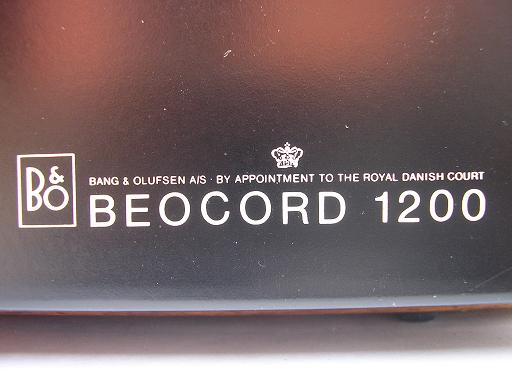 B&O
BANG & OLUFSEN A/S · BY APPOINTMENT TO THE ROYAL DANISH COURT
BEOCORD 1200